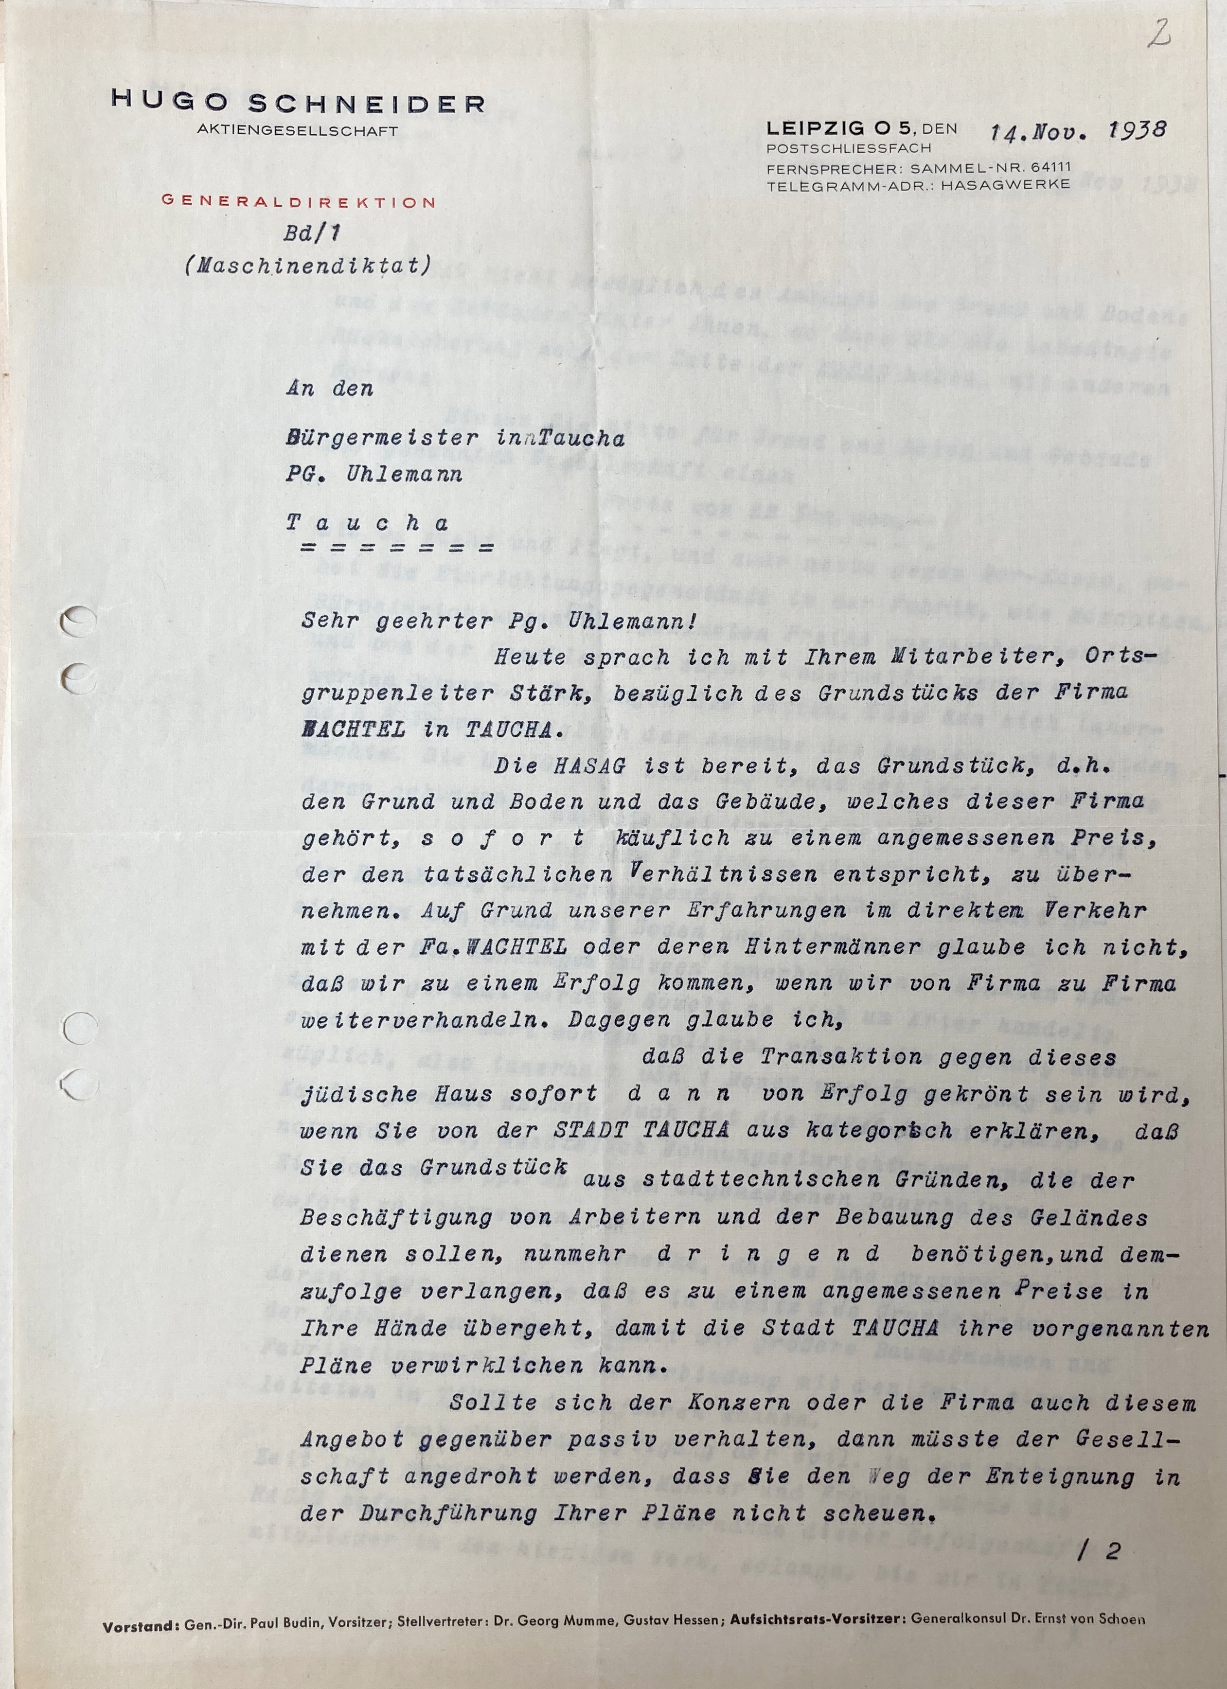 2
HUGO SCHNEIDER
AKTIENGESELLSCHAFT
LEIPZIG O 5, DEN 14.Nov. 1938
POSTSCHLIESSFACH
FERNSPRECHER: SAMMEL-NR. 64111
TELEGRAMM-ADR.: HASAGWERKE
GENERALDIREKTION
Bd/1
(Maschinendiktat)
An den
Bürgermeister innTaucha
PG. Uhlemann
T a u c h a
= = = = = = =
Sehr geehrter Pg. Uhlemann!
Heute sprach ich mit Ihrem Mitarbeiter, Orts-
gruppenleiter Stärk, bezüglich des Grundstücks der Firma
WACHTEL in TAUCHA.
Die HASAG ist bereit, das Grundstück, d.h.
den Grund und Boden und das Gebäude, welches dieser Firma
gehört, s o f o r t käuflich zu einem angemessenen Preis,
der den tatsächlichen Verhältnissen entspricht, zu über-
nehmen. Auf Grund unserer Erfahrungen im direkten Verkehr
mit der Fa.WACHTEL oder deren Hintermänner glaube ich nicht,
daß wir zu einem Erfolg kommen, wenn wir von Firma zu Firma
weiterverhandeln. Dagegen glaube ich,
daß die Transaktion gegen dieses
jüdische Haus sofort d a n n von Erfolg gekrönt sein wird,
wenn Sie von der STADT TAUCHA aus kategorisch erklären, daß
Sie das Grundstück aus stadttechnischen Gründen, die der
Beschäftigung von Arbeitern und der Bebauung des Geländes
dienen sollen, nunmehr d r i n g e n d benötigen,und dem-
zufolge verlangen, daß es zu einem angemessenen Preise in
Ihre Hände übergeht, damit die Stadt TAUCHA ihre vorgenannten
Pläne verwirklichen kann.
Sollte sich der Konzern oder die Firma auch diesem
Angebot gegenüber passiv verhalten, dann müsste der Gesell-
schaft angedroht werden, dass Sie den Weg der Enteignung in
der Durchführung Ihrer Pläne nicht scheuen.
/ 2
Vorstand: Gen.-Dir. Paul Budin, Vorsitzer; Stellvertreter: Dr. Georg Mumme, Gustav Hessen; Aufsichtsrats-Vorsitzer: Generalkonsul Dr. Ernst von Schoen